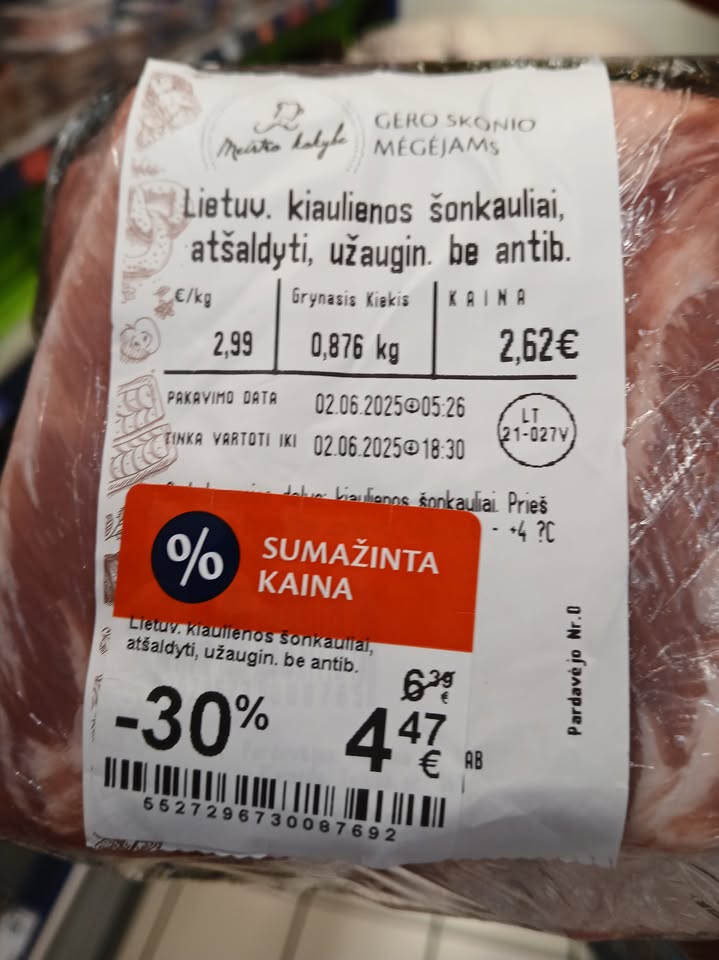 Meistro kokybė
GERO SKONIO
MĖGĖJAMS
Lietuv. kiaulienos šonkauliai,
atšaldyti, užaugin. be antib.
€/kg Grynasis Kiekis KAINA
2,99 0,876 kg 2,62€
PAKAVIMO DATA 02.06.2025 05:26
TINKA VARTOTI IKI 02.06.2025 18:30
LT
21-027V
kiaulienos šonkauliai. Prieš
- +4 ?C
% SUMAŽINTA
KAINA
Lietuv. kiaulienos šonkauliai,
atšaldyti, užaugin. be antib.
639 €
-30% 4 47 €
AB
5527296730087692
Pardavėjo Nr.0